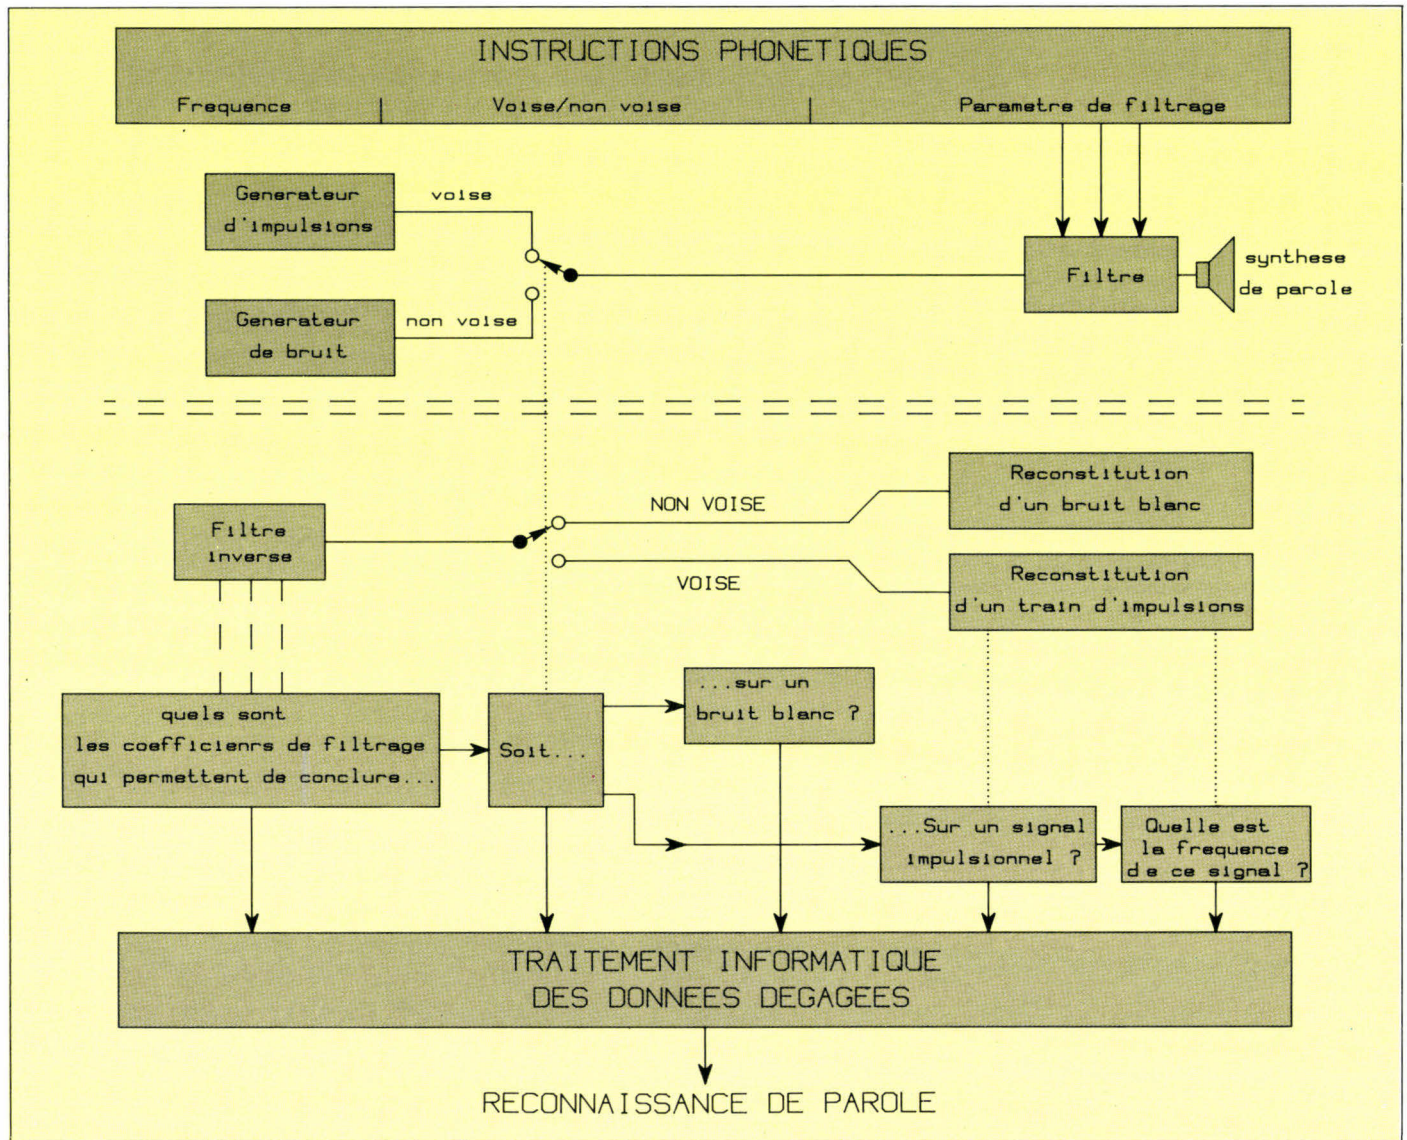 INSTRUCTIONS PHONETIQUES
Fréquence
Voise/non voise
Parametre de filtrage
Generateur
d'impulsions
voise
Generateur
de bruit
non voise
Filtre
synthese
de parole
Reconstitution
d'un bruit blanc
NON VOISE
Filtre
inverse
Reconstitution
d'un train d'impulsions
VOISE
...sur un
bruit blanc ?
quels sont
les coefficienrs de filtrage
qui permettent de conclure...
Soit...
...Sur un signal
impulsionnel ?
Quelle est
la frequence
de ce signal ?
TRAITEMENT INFORMATIQUE
DES DONNEES DEGAGEES
RECONNAISSANCE DE PAROLE